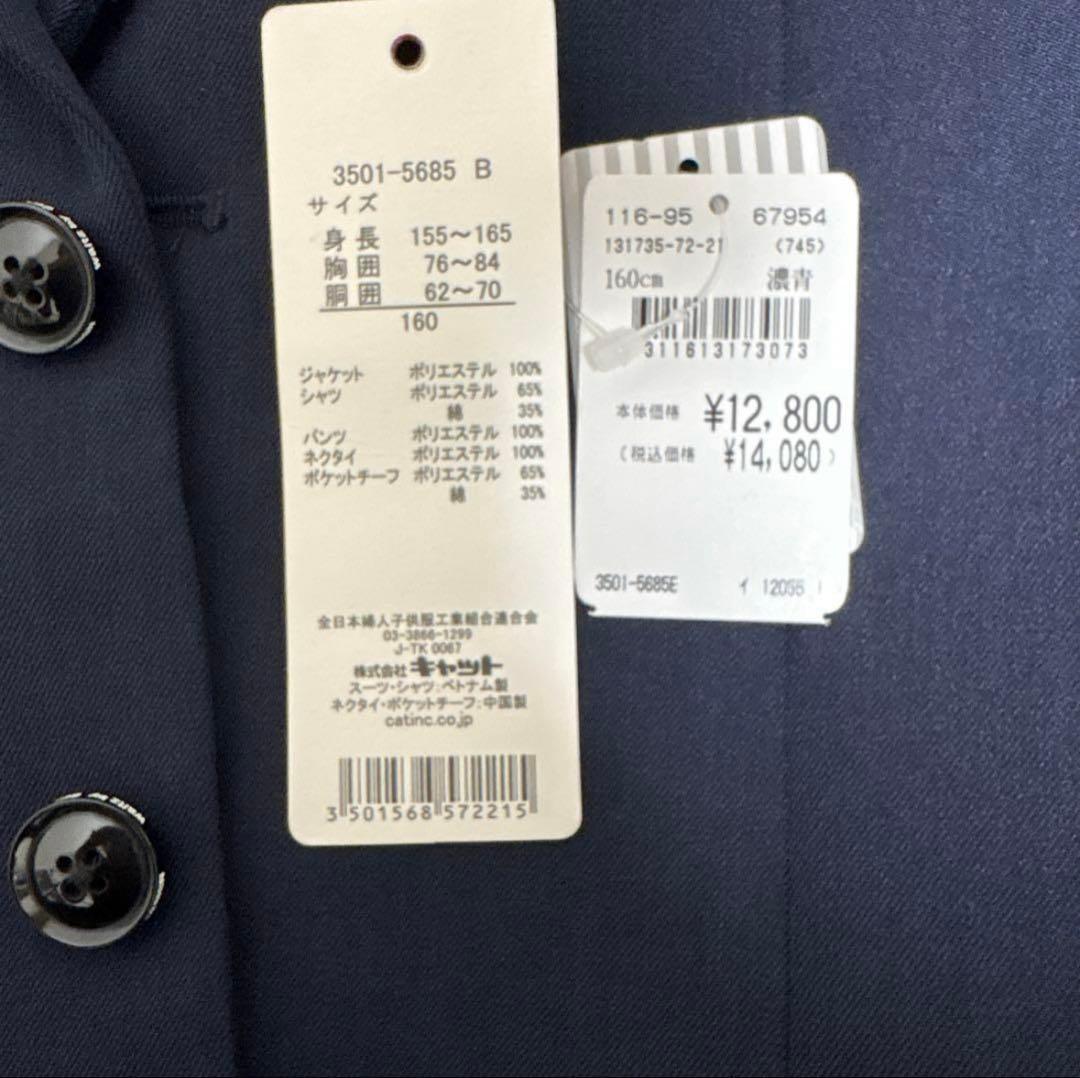 3501-5685 B
サイズ
身長 155～165
胸囲 76～84
胴囲 62～70
160
ジャケット ポリエステル 100%
シャツ ポリエステル 65%
綿 35%
パンツ ポリエステル 100%
ネクタイ ポリエステル 100%
ポケットチーフ ポリエステル 65%
綿 35%
全日本婦人子供服工業組合連合会
03-3866-1299
J-TK 0067
株式会社キャット
スーツ・シャツ：ベトナム製
ネクタイ・ポケットチーフ：中国製
catinc.co.jp
3 501568 572215
116-95 67954
131735-72-21 (745)
160cm 濃青
311613173073
本体価格 ¥12,800
(税込価格 ¥14,080)
3501-5685E イ